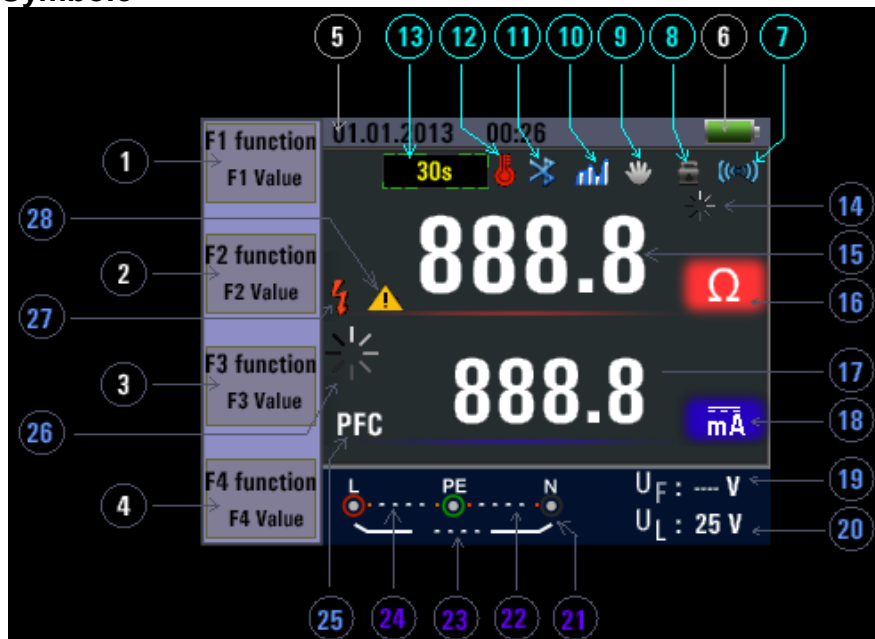 5 13 12 11 10 9 8 6 7
01.01.2013 00:26
F1 function
F1 Value
1
30s
14
28
888.8
15
F2 function
F2 Value
2
Ω
16
27
F3 function
F3 Value
3
888.8
17
26
PFC
mA
18
F4 function
F4 Value
4
L PE N
UF : ---- V
19
UL : 25 V
20
25 24 23 22 21